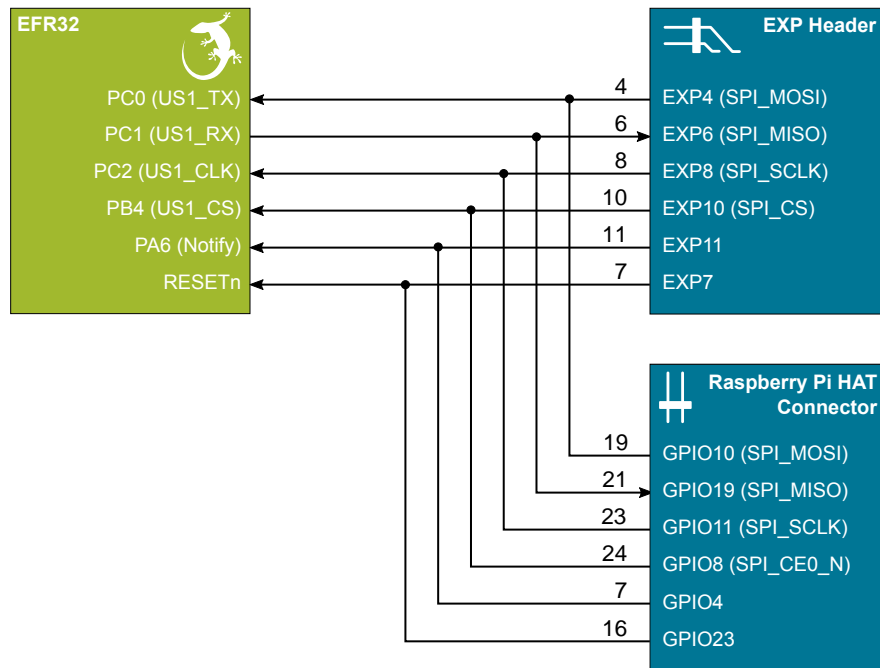 EFR32
PC0 (US1_TX)
PC1 (US1_RX)
PC2 (US1_CLK)
PB4 (US1_CS)
PA6 (Notify)
RESETn
4
6
8
10
11
7
EXP Header
EXP4 (SPI_MOSI)
EXP6 (SPI_MISO)
EXP8 (SPI_SCLK)
EXP10 (SPI_CS)
EXP11
EXP7
Raspberry Pi HAT
Connector
19
21
23
24
7
16
GPIO10 (SPI_MOSI)
GPIO19 (SPI_MISO)
GPIO11 (SPI_SCLK)
GPIO8 (SPI_CE0_N)
GPIO4
GPIO23